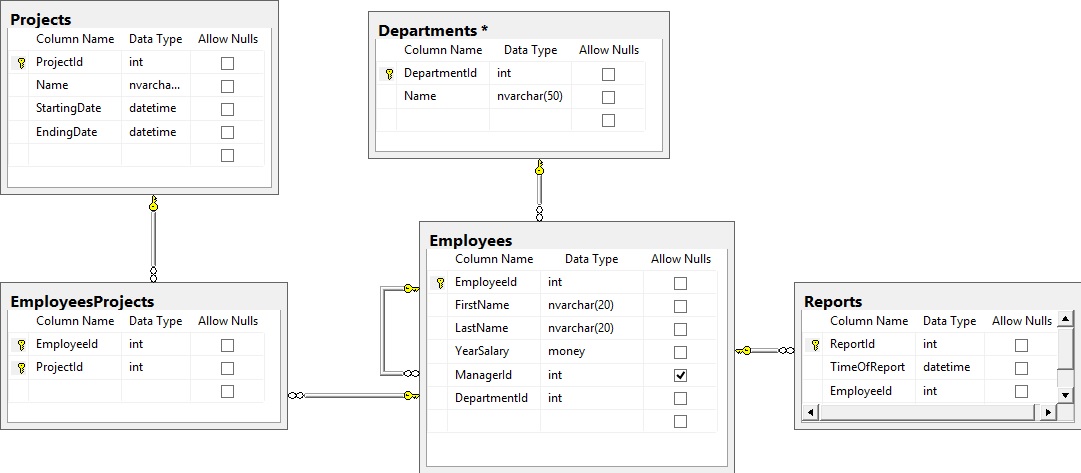 Projects
Column Name Data Type Allow Nulls
ProjectId int
Name nvarcha...
StartingDate datetime
EndingDate datetime
Departments *
Column Name Data Type Allow Nulls
DepartmentId int
Name nvarchar(50)
EmployeesProjects
Column Name Data Type Allow Nulls
EmployeeId int
ProjectId int
Employees
Column Name Data Type Allow Nulls
EmployeeId int
FirstName nvarchar(20)
LastName nvarchar(20)
YearSalary money
ManagerId int
DepartmentId int
Reports
Column Name Data Type Allow Nulls
ReportId int
TimeOfReport datetime
EmployeeId int